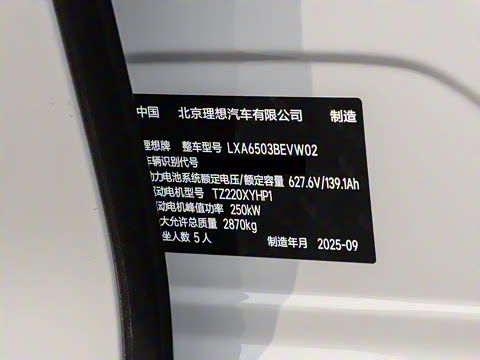 中国 北京理想汽车有限公司 制造
理想牌 整车型号 LXA6503BEVW02
车辆识别代号
动力电池系统额定电压/额定容量 627.6V/139.1Ah
驱动电机型号 TZ220XYHP1
动电机峰值功率 250kW
大允许总质量 2870kg
坐人数 5 人 制造年月 2025-09